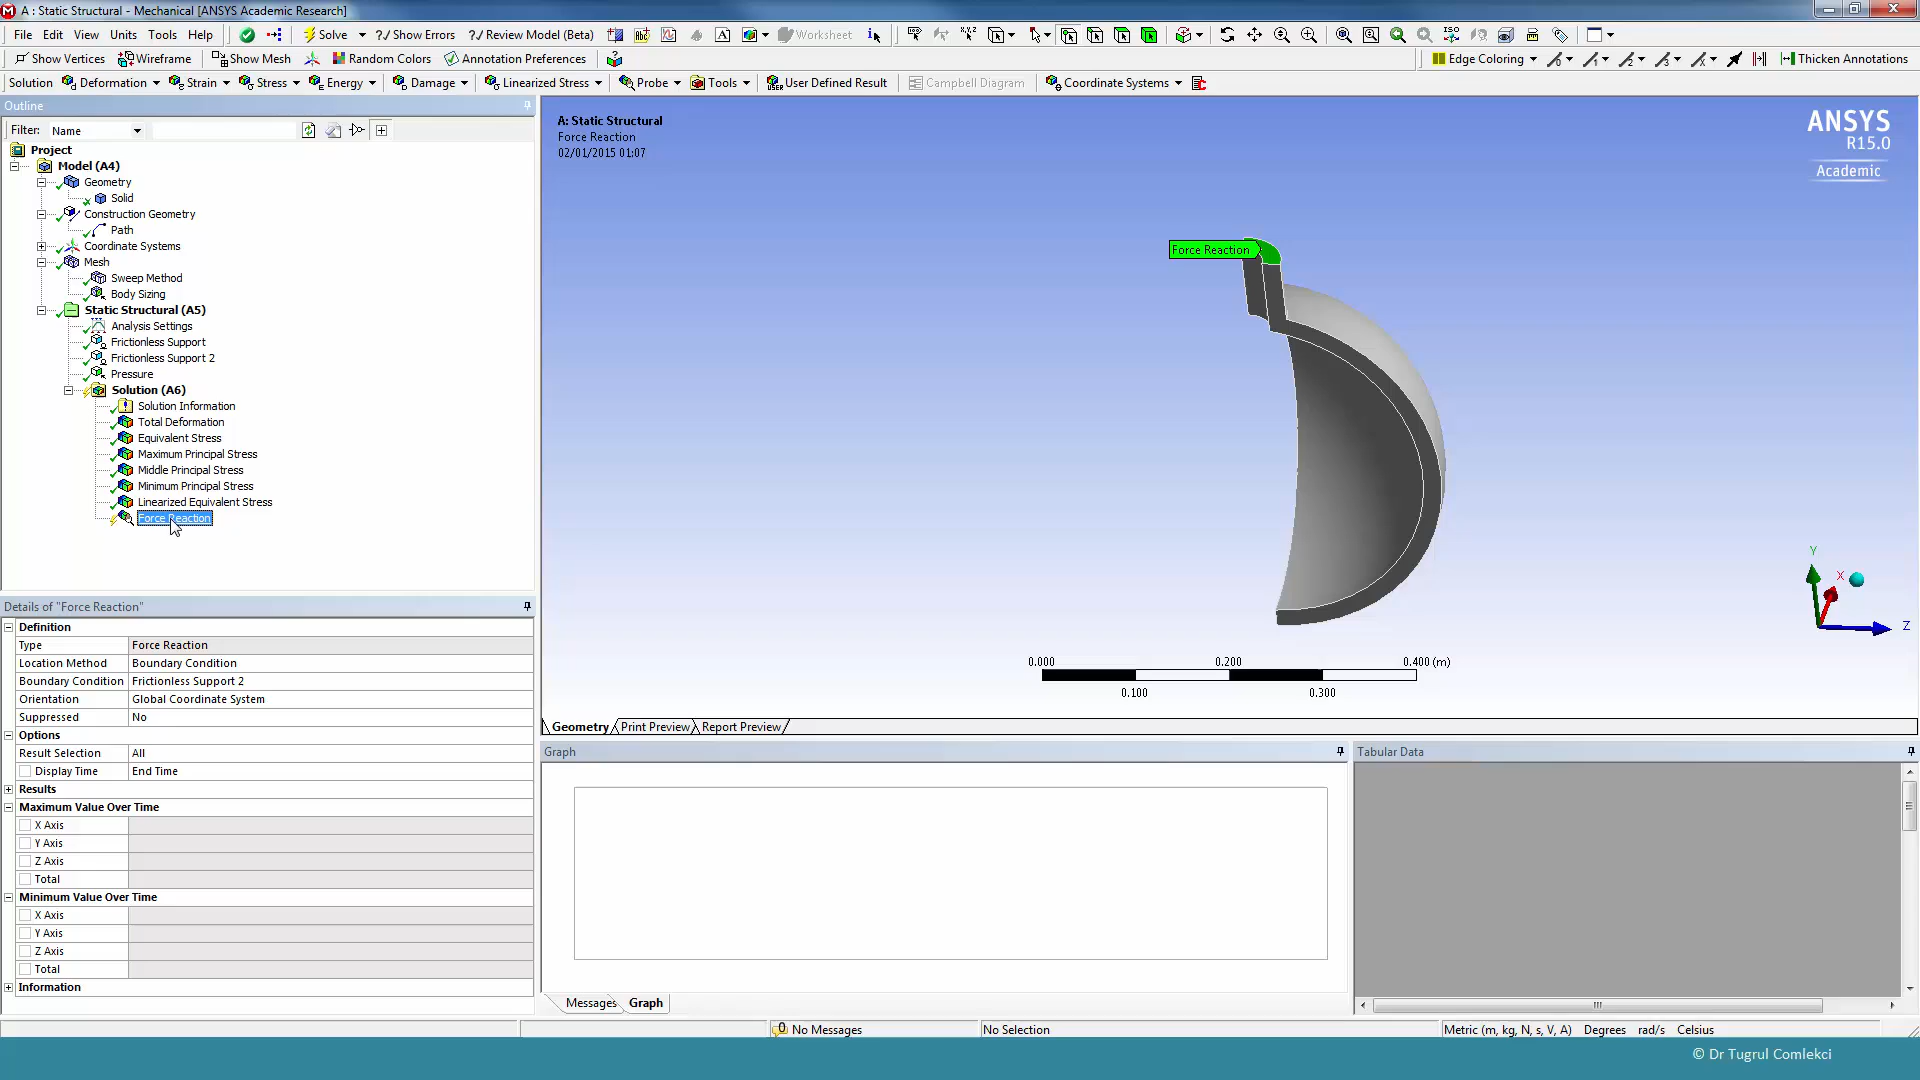 A : Static Structural - Mechanical [ANSYS Academic Research]
File Edit View Units Tools Help Solve ?/ Show Errors ?/ Review Model (Beta) Worksheet
Show Vertices Wireframe Show Mesh Random Colors Annotation Preferences Edge Coloring Thicken Annotations
Solution Deformation Strain Stress Energy Damage Linearized Stress Probe Tools User Defined Result Campbell Diagram Coordinate Systems
Outline
Filter: Name
Project
Model (A4)
Geometry
Solid
Construction Geometry
Path
Coordinate Systems
Mesh
Sweep Method
Body Sizing
Static Structural (A5)
Analysis Settings
Frictionless Support
Frictionless Support 2
Pressure
Solution (A6)
Solution Information
Total Deformation
Equivalent Stress
Maximum Principal Stress
Middle Principal Stress
Minimum Principal Stress
Linearized Equivalent Stress
Force Reaction
Details of "Force Reaction"
Definition
Type Force Reaction
Location Method Boundary Condition
Boundary Condition Frictionless Support 2
Orientation Global Coordinate System
Suppressed No
Options
Result Selection All
Display Time End Time
Results
Maximum Value Over Time
X Axis
Y Axis
Z Axis
Total
Minimum Value Over Time
X Axis
Y Axis
Z Axis
Total
Information
A: Static Structural
Force Reaction
02/01/2015 01:07
ANSYS
R15.0
Academic
Force Reaction
Y
X
Z
0.000 0.200 0.400 (m)
0.100 0.300
Geometry Print Preview Report Preview
Graph
Tabular Data
Messages Graph
0 No Messages No Selection Metric (m, kg, N, s, V, A) Degrees rad/s Celsius
© Dr Tugrul Comlekci